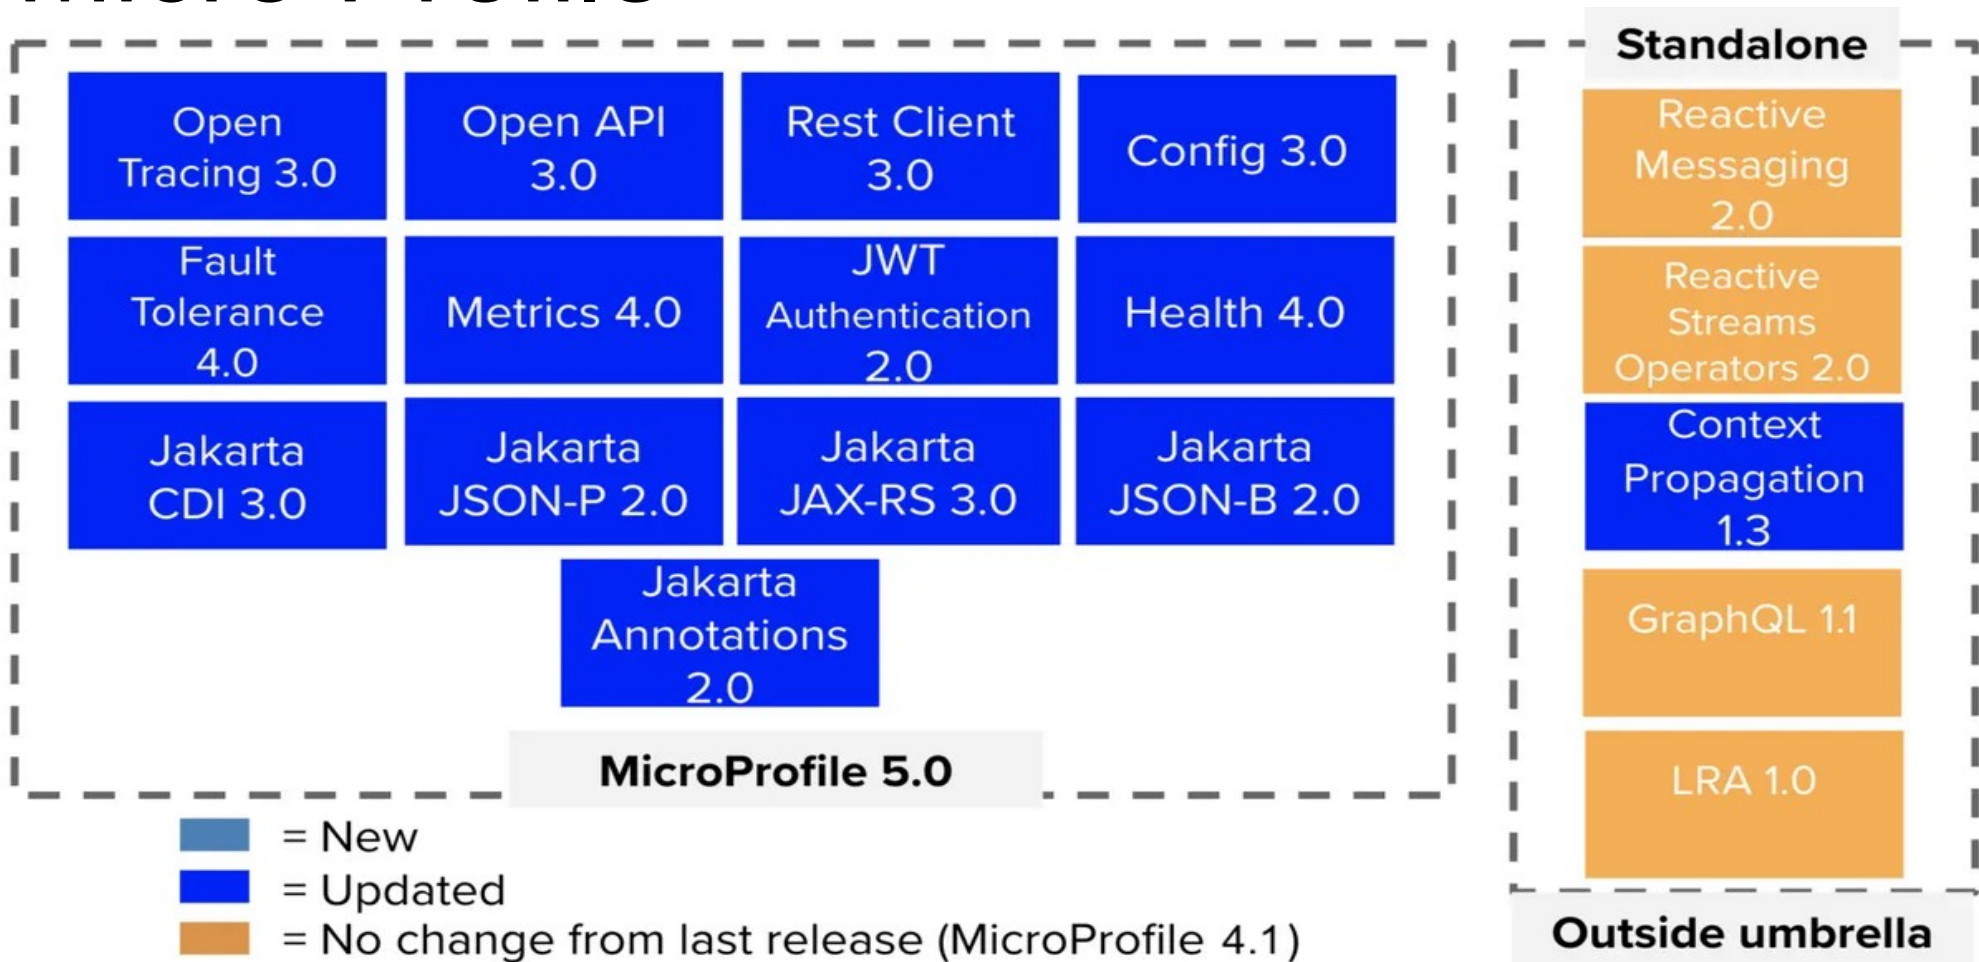 Open
Tracing 3.0
Open API
3.0
Rest Client
3.0
Config 3.0
Fault
Tolerance
4.0
Metrics 4.0
JWT
Authentication
2.0
Health 4.0
Jakarta
CDI 3.0
Jakarta
JSON-P 2.0
Jakarta
JAX-RS 3.0
Jakarta
JSON-B 2.0
Jakarta
Annotations
2.0
MicroProfile 5.0
= New
= Updated
= No change from last release (MicroProfile 4.1)
Standalone
Reactive
Messaging
2.0
Reactive
Streams
Operators 2.0
Context
Propagation
1.3
GraphQL 1.1
LRA 1.0
Outside umbrella